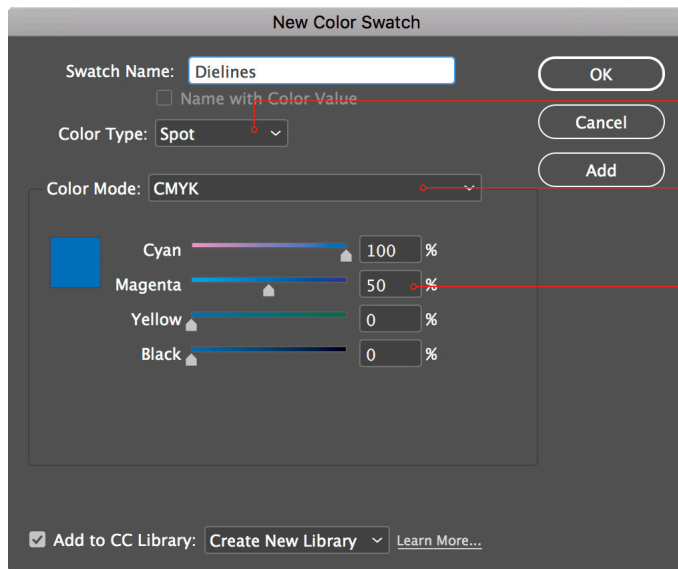 New Color Swatch
Swatch Name: Dielines
OK
Name with Color Value
Color Type: Spot
Cancel
Add
Color Mode: CMYK
Cyan 100 %
Magenta 50 %
Yellow 0 %
Black 0 %
Add to CC Library: Create New Library Learn More...